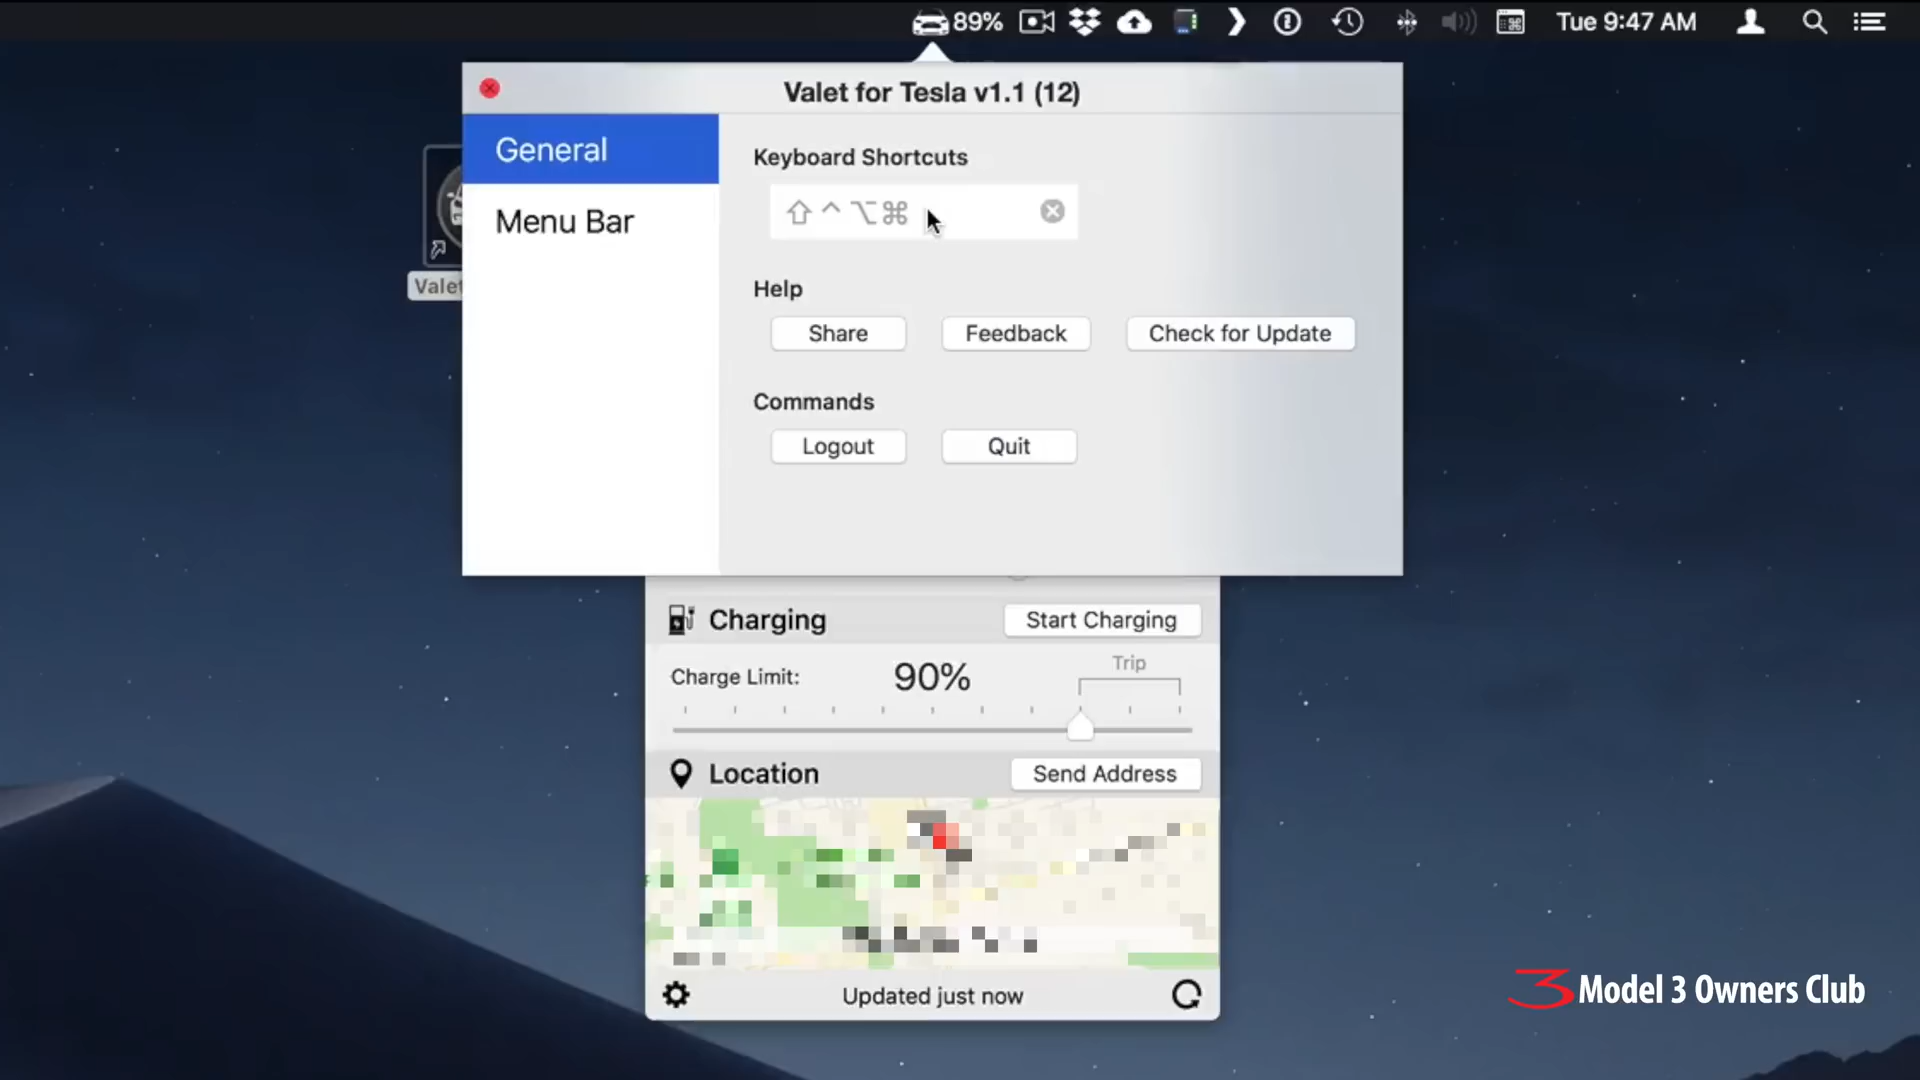 89%
Tue 9:47 AM
Valet for Tesla v1.1 (12)
General
Menu Bar
Keyboard Shortcuts
⇧^⌥⌘
Help
Share Feedback Check for Update
Commands
Logout Quit
Valet
Charging Start Charging
Trip
Charge Limit: 90%
Location Send Address
Updated just now
3 Model 3 Owners Club